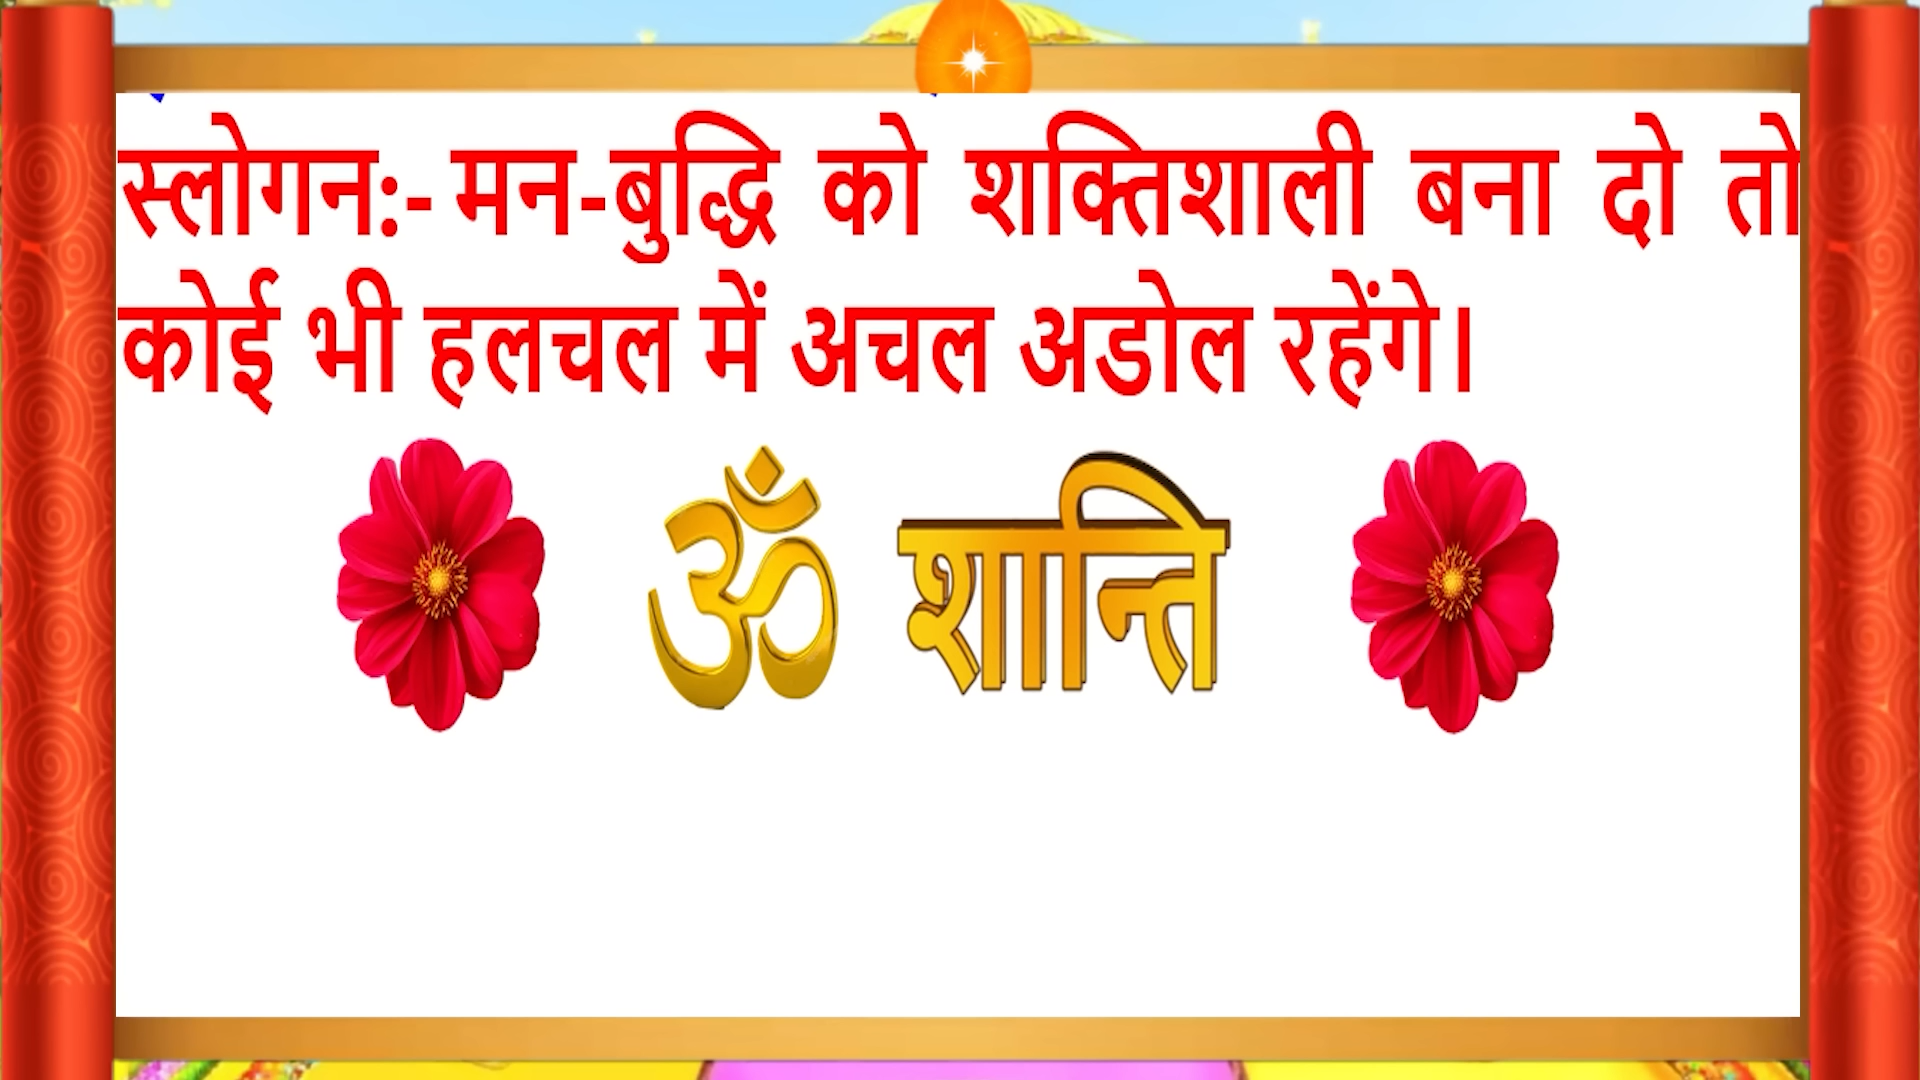 स्लोगन:- मन-बुद्धि को शक्तिशाली बना दो तो
कोई भी हलचल में अचल अडोल रहेंगे।
ॐ शान्ति